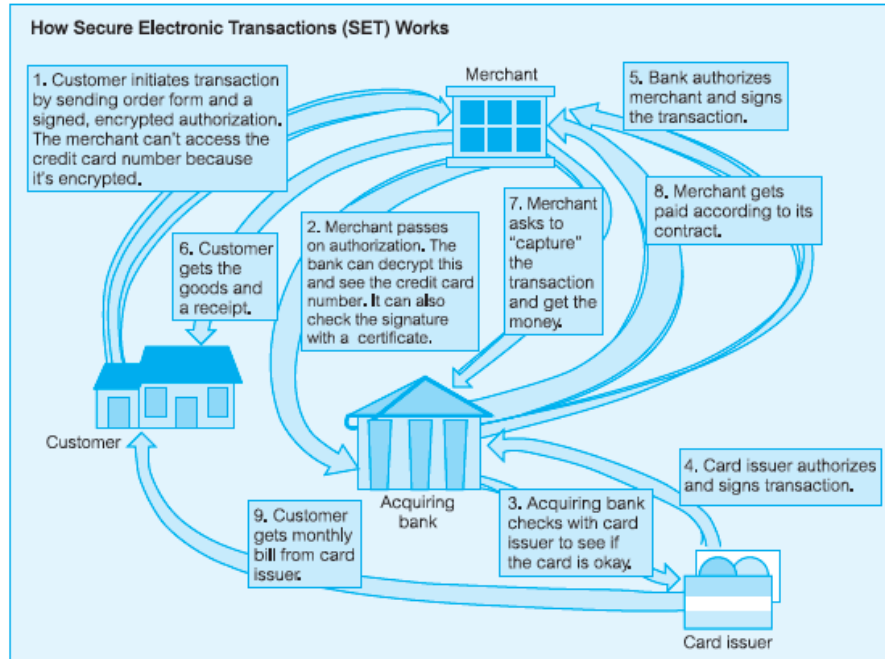 How Secure Electronic Transactions (SET) Works
Merchant
1. Customer initiates transaction
by sending order form and a
signed, encrypted authorization.
The merchant can't access the
credit card number because
it's encrypted.
5. Bank authorizes
merchant and signs
the transaction.
8. Merchant gets
paid according to its
contract.
7. Merchant
asks to
“capture”
the
transaction
and get the
money.
2. Merchant passes
on authorization. The
bank can decrypt this
and see the credit card
number. It can also
check the signature
with a certificate.
6. Customer
gets the
goods and
a receipt.
Customer
Acquiring
bank
4. Card issuer authorizes
and signs transaction.
3. Acquiring bank
checks with card
issuer to see if
the card is okay.
9. Customer
gets monthly
bill from card
issuer.
Card issuer